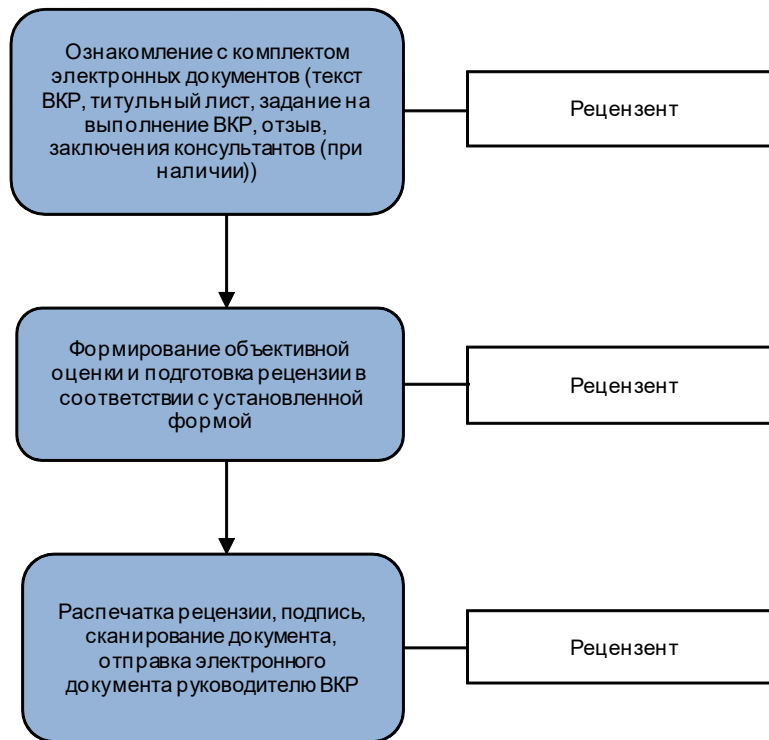 Ознакомление с комплектом
электронных документов (текст
ВКР, титульный лист, задание на
выполнение ВКР, отзыв,
заключения консультантов (при
наличии))
Рецензент
Формирование объективной
оценки и подготовка рецензии в
соответствии с установленной
формой
Рецензент
Распечатка рецензии, подпись,
сканирование документа,
отправка электронного
документа руководителю ВКР
Рецензент